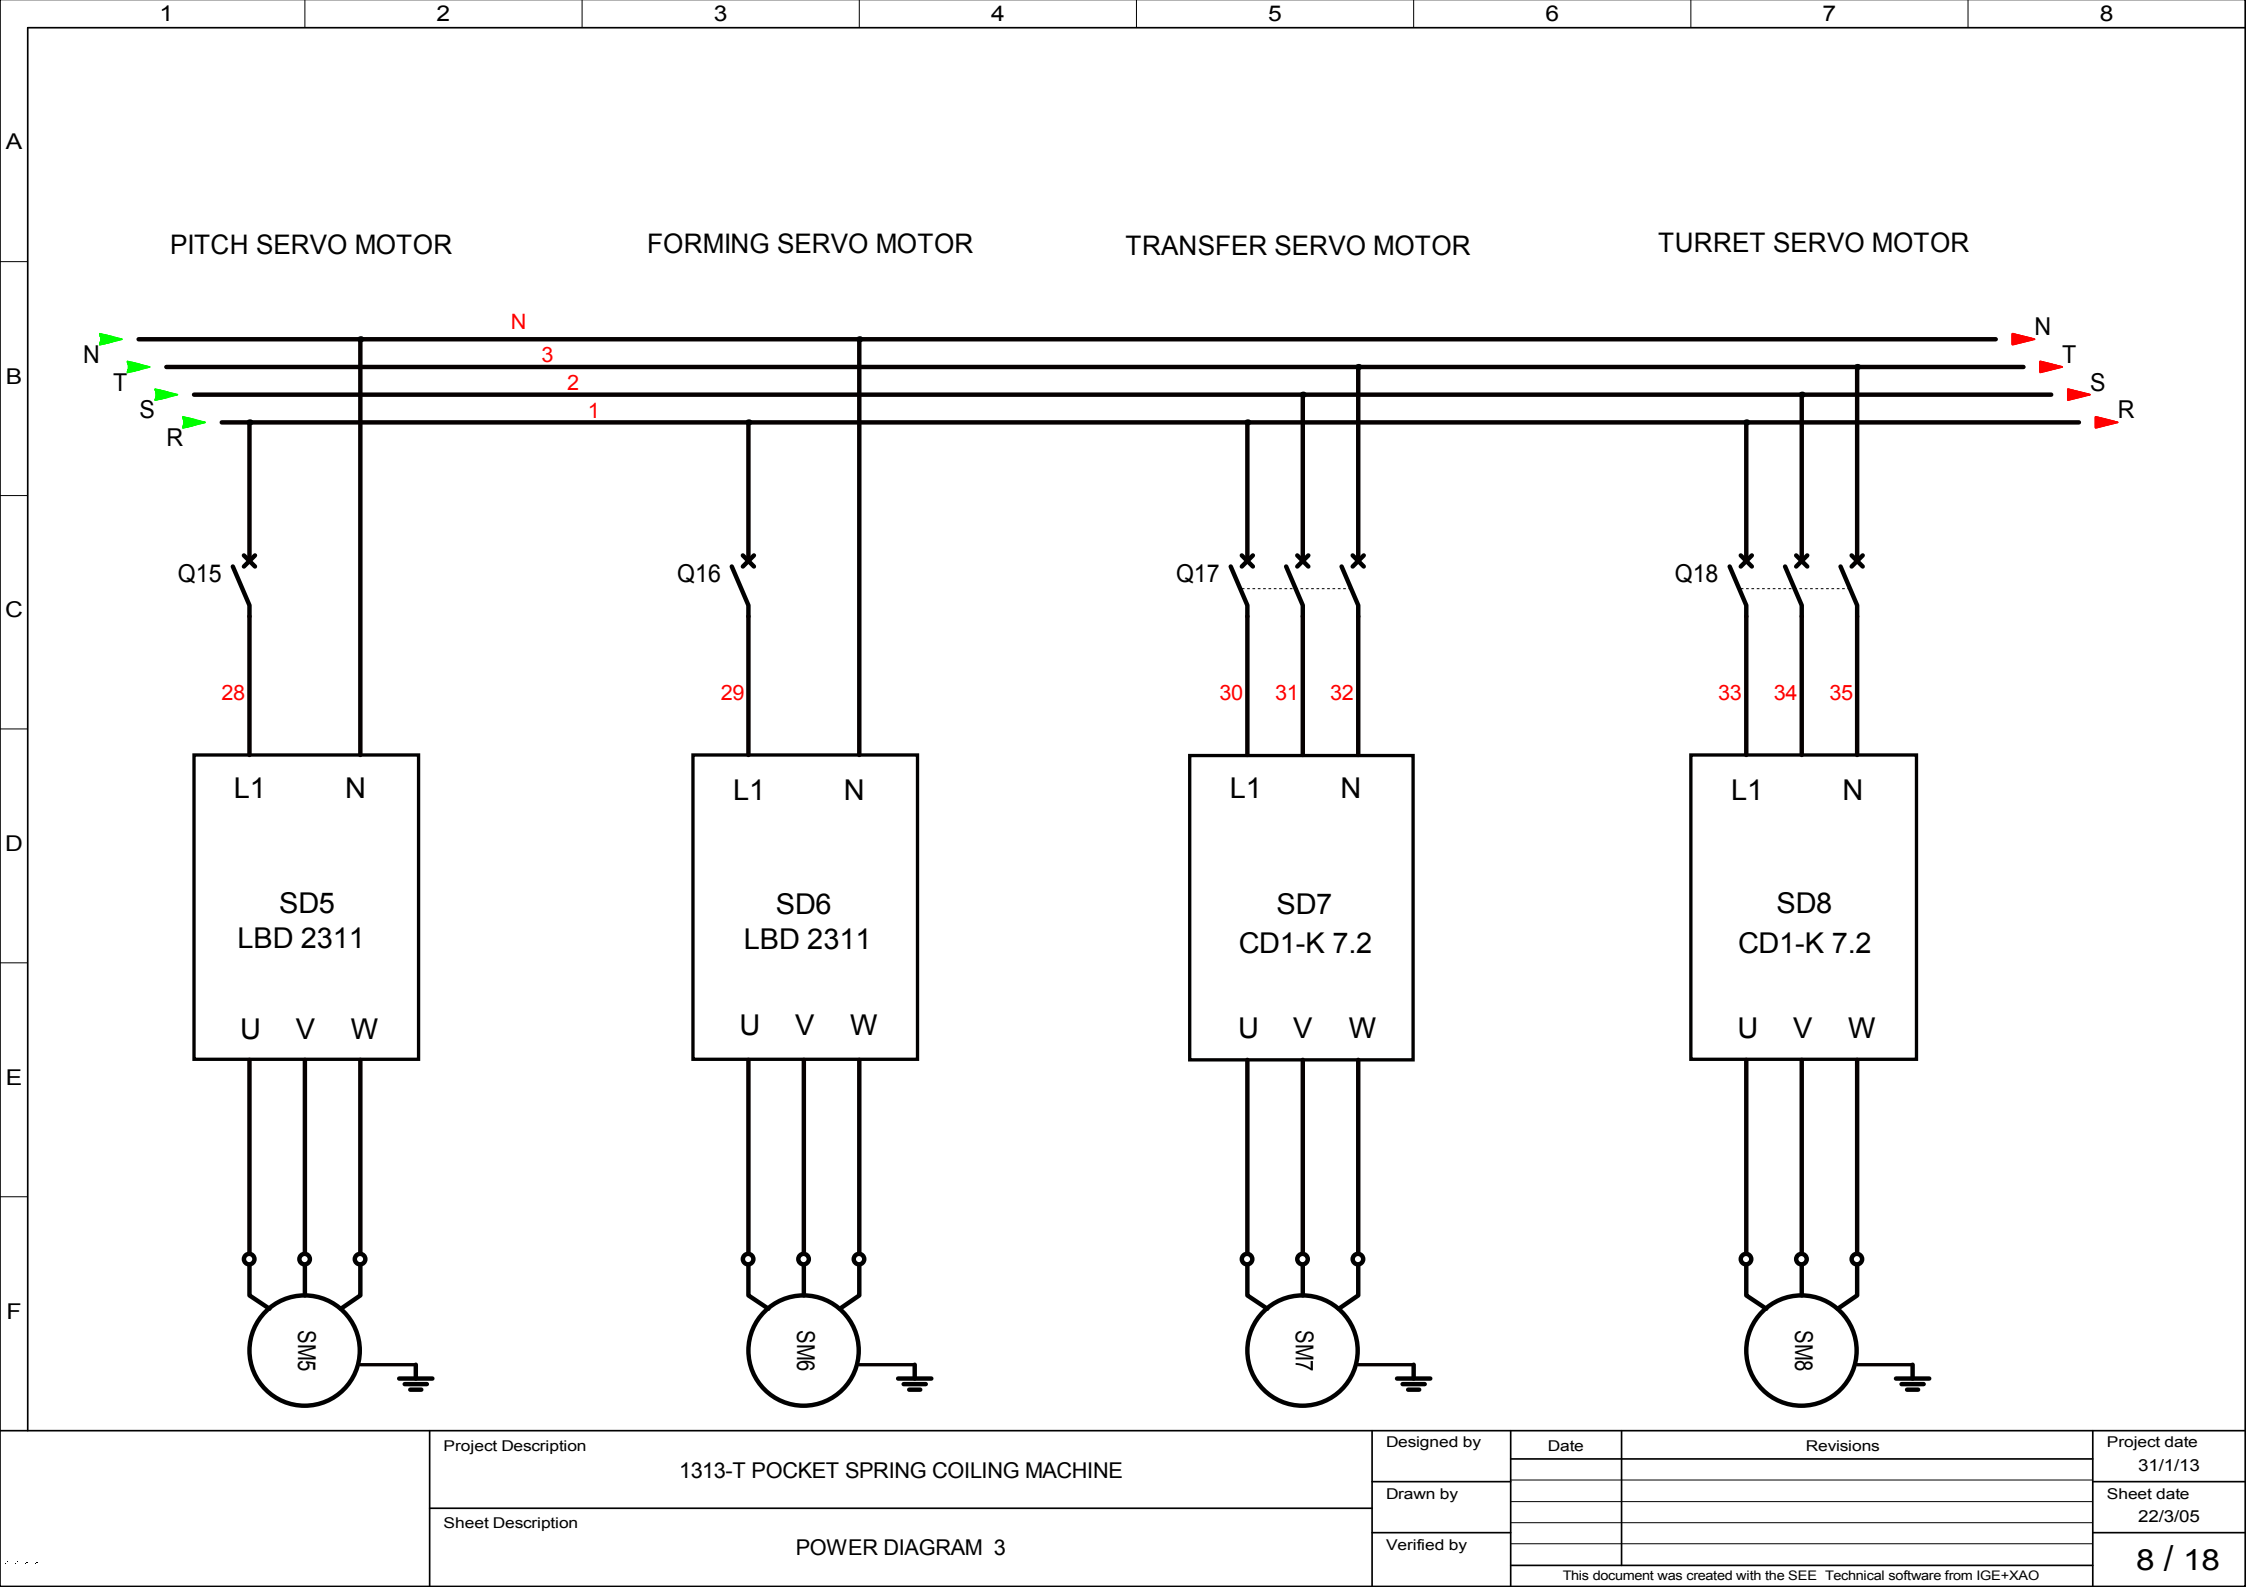 1 2 3 4 5 6 7 8
A
PITCH SERVO MOTOR FORMING SERVO MOTOR TRANSFER SERVO MOTOR TURRET SERVO MOTOR
B
N N N
T 3 T
S 2 S
R 1 R
C
Q15 Q16 Q17 Q18
28 29 30 31 32 33 34 35
D
L1 N L1 N L1 N L1 N
SD5 SD6 SD7 SD8
LBD 2311 LBD 2311 CD1-K 7.2 CD1-K 7.2
E
U V W U V W U V W U V W
F
SM5 SM6 SM7 SM8
Project Description
1313-T POCKET SPRING COILING MACHINE
Sheet Description
POWER DIAGRAM 3
Designed by
Drawn by
Verified by
Date Revisions
This document was created with the SEE Technical software from IGE+XAO
Project date
31/1/13
Sheet date
22/3/05
8 / 18